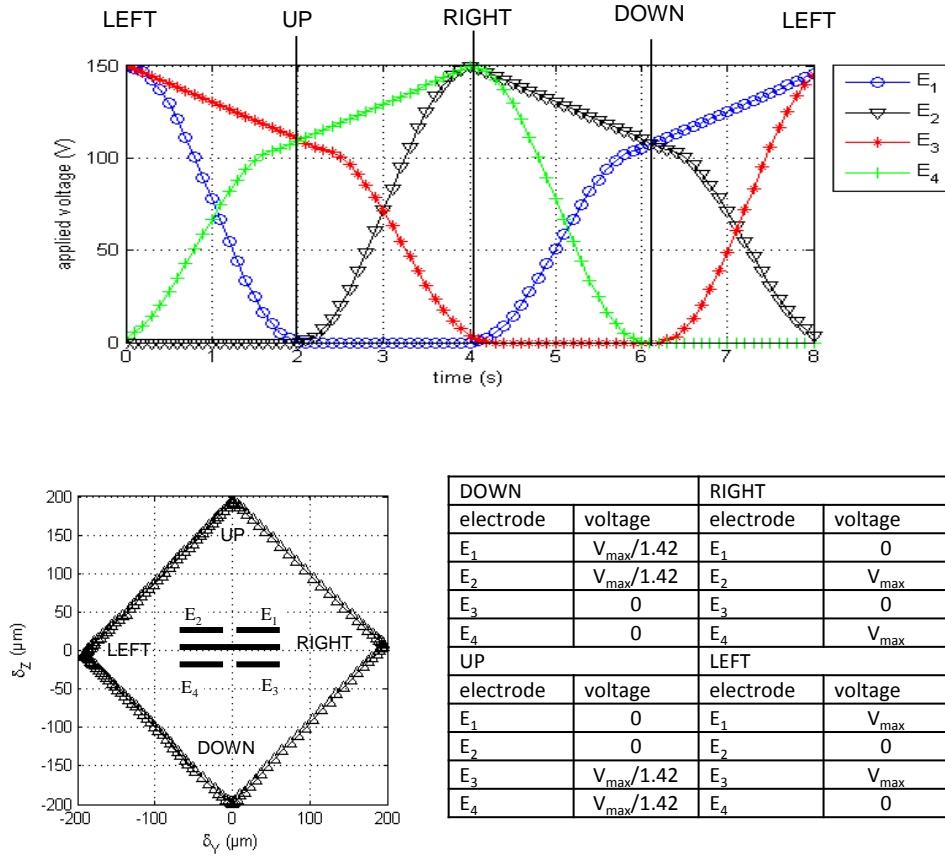 LEFT UP RIGHT DOWN LEFT
150
100
50
0
applied voltage (V)
0 1 2 3 4 5 6 7 8
time (s)
E₁
E₂
E₃
E₄
200
150
100
50
0
-50
-100
-150
-200
δ_Z (µm)
UP
E₂ E₁
LEFT RIGHT
E₄ E₃
DOWN
-200 -100 0 100 200
δ_Y (µm)
DOWN RIGHT
electrode voltage electrode voltage
E₁ Vmax/1.42 E₁ 0
E₂ Vmax/1.42 E₂ Vmax
E₃ 0 E₃ 0
E₄ 0 E₄ Vmax
UP LEFT
electrode voltage electrode voltage
E₁ 0 E₁ Vmax
E₂ 0 E₂ 0
E₃ Vmax/1.42 E₃ Vmax
E₄ Vmax/1.42 E₄ 0